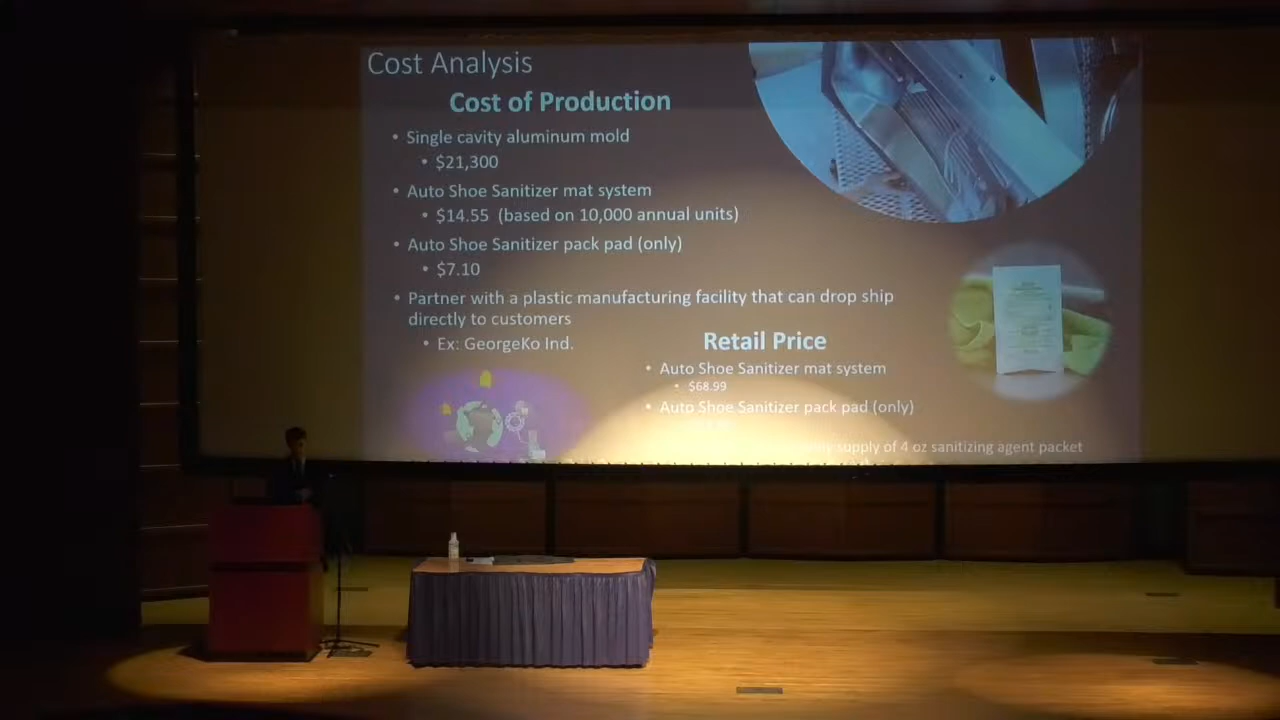 Cost Analysis
Cost of Production
• Single cavity aluminum mold
• $21,300
• Auto Shoe Sanitizer mat system
• $14.55 (based on 10,000 annual units)
• Auto Shoe Sanitizer pack pad (only)
• $7.10
• Partner with a plastic manufacturing facility that can drop ship
directly to customers
• Ex: GeorgeKo Ind.
Retail Price
• Auto Shoe Sanitizer mat system
• $68.99
• Auto Shoe Sanitizer pack pad (only)
supply of 4 oz sanitizing agent packet